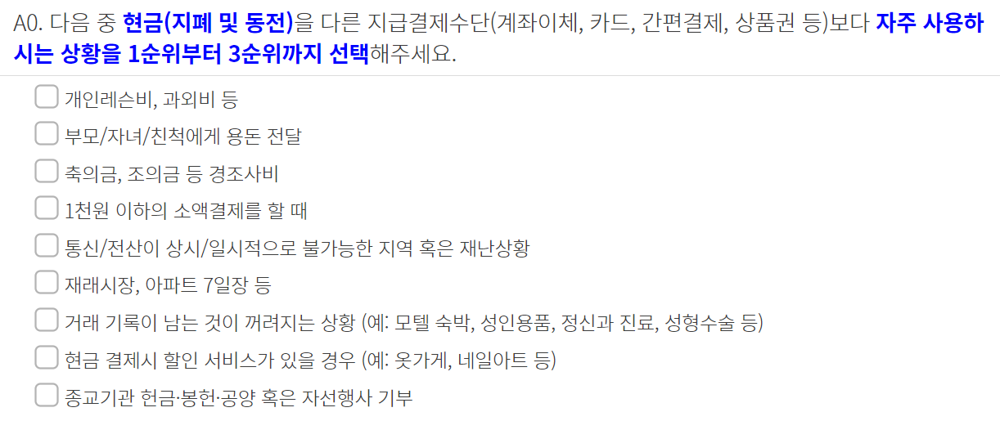 A0. 다음 중 현금(지폐 및 동전)을 다른 지급결제수단(계좌이체, 카드, 간편결제, 상품권 등)보다 자주 사용하
시는 상황을 1순위부터 3순위까지 선택해주세요.
개인레슨비, 과외비 등
부모/자녀/친척에게 용돈 전달
축의금, 조의금 등 경조사비
1천원 이하의 소액결제를 할 때
통신/전산이 상시/일시적으로 불가능한 지역 혹은 재난상황
재래시장, 아파트 7일장 등
거래 기록이 남는 것이 꺼려지는 상황 (예: 모텔 숙박, 성인용품, 정신과 진료, 성형수술 등)
현금 결제시 할인 서비스가 있을 경우 (예: 옷가게, 네일아트 등)
종교기관 헌금·봉헌·공양 혹은 자선행사 기부